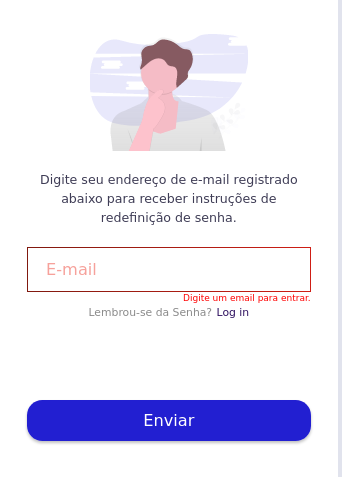 Digite seu endereço de e-mail registrado
abaixo para receber instruções de
redefinição de senha.
E-mail
Digite um email para entrar.
Lembrou-se da Senha? Log in
Enviar